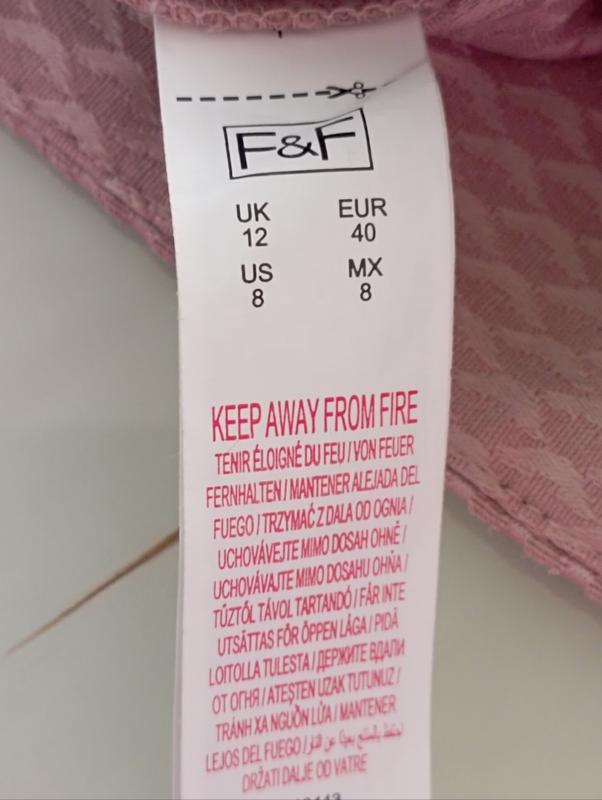 F&F
UK EUR
12 40
US MX
8 8
KEEP AWAY FROM FIRE
TENIR ÉLOIGNÉ DU FEU / VON FEUER
FERNHALTEN / MANTENER ALEJADA DEL
FUEGO / TRZYMAĆ Z DALA OD OGNIA /
UCHOVÁVEJTE MIMO DOSAH OHNĚ /
UCHOVÁVAJTE MIMO DOSAHU OHŇA /
TŰZTŐL TÁVOL TARTANDÓ / FÅR INTE
UTSÄTTAS FÖR ÖPPEN LÅGA / PIDÄ
LOITOLLA TULESTA / ДЕРЖИТЕ ВДАЛИ
ОТ ОГНЯ / ATEŞTEN UZAK TUTUNUZ /
TRÁNH XA NGUỒN LỬA / MANTENER
LEJOS DEL FUEGO /
DRŽATI DALJE OD VATRE